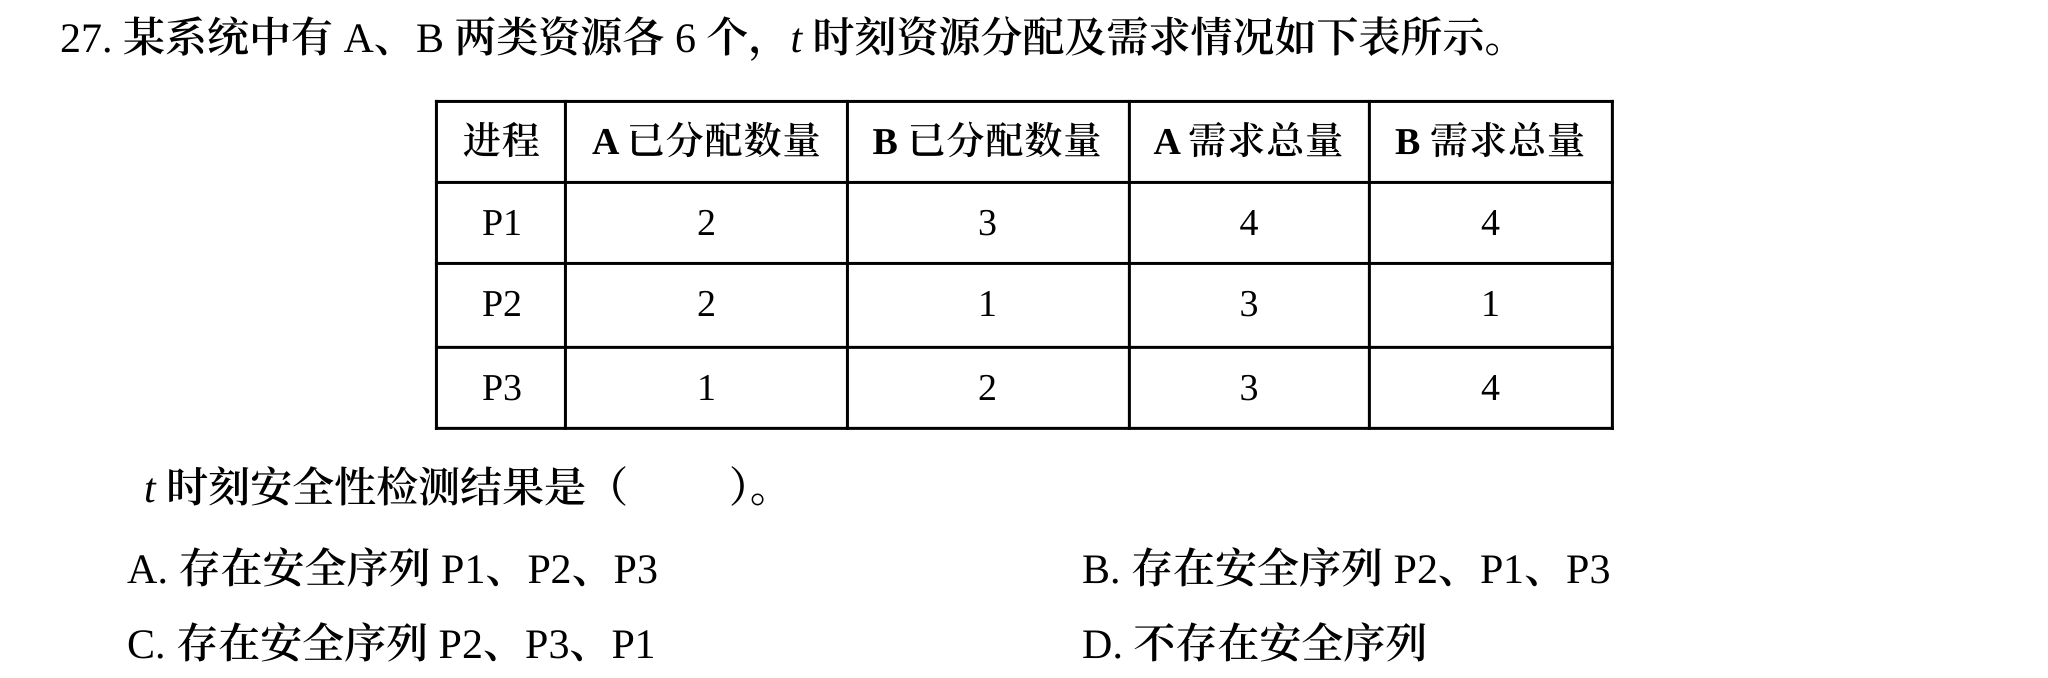 27. 某系统中有 A、B 两类资源各 6 个，t 时刻资源分配及需求情况如下表所示。
进程 A 已分配数量 B 已分配数量 A 需求总量 B 需求总量
P1 2 3 4 4
P2 2 1 3 1
P3 1 2 3 4
t 时刻安全性检测结果是（　　）。
A. 存在安全序列 P1、P2、P3 B. 存在安全序列 P2、P1、P3
C. 存在安全序列 P2、P3、P1 D. 不存在安全序列